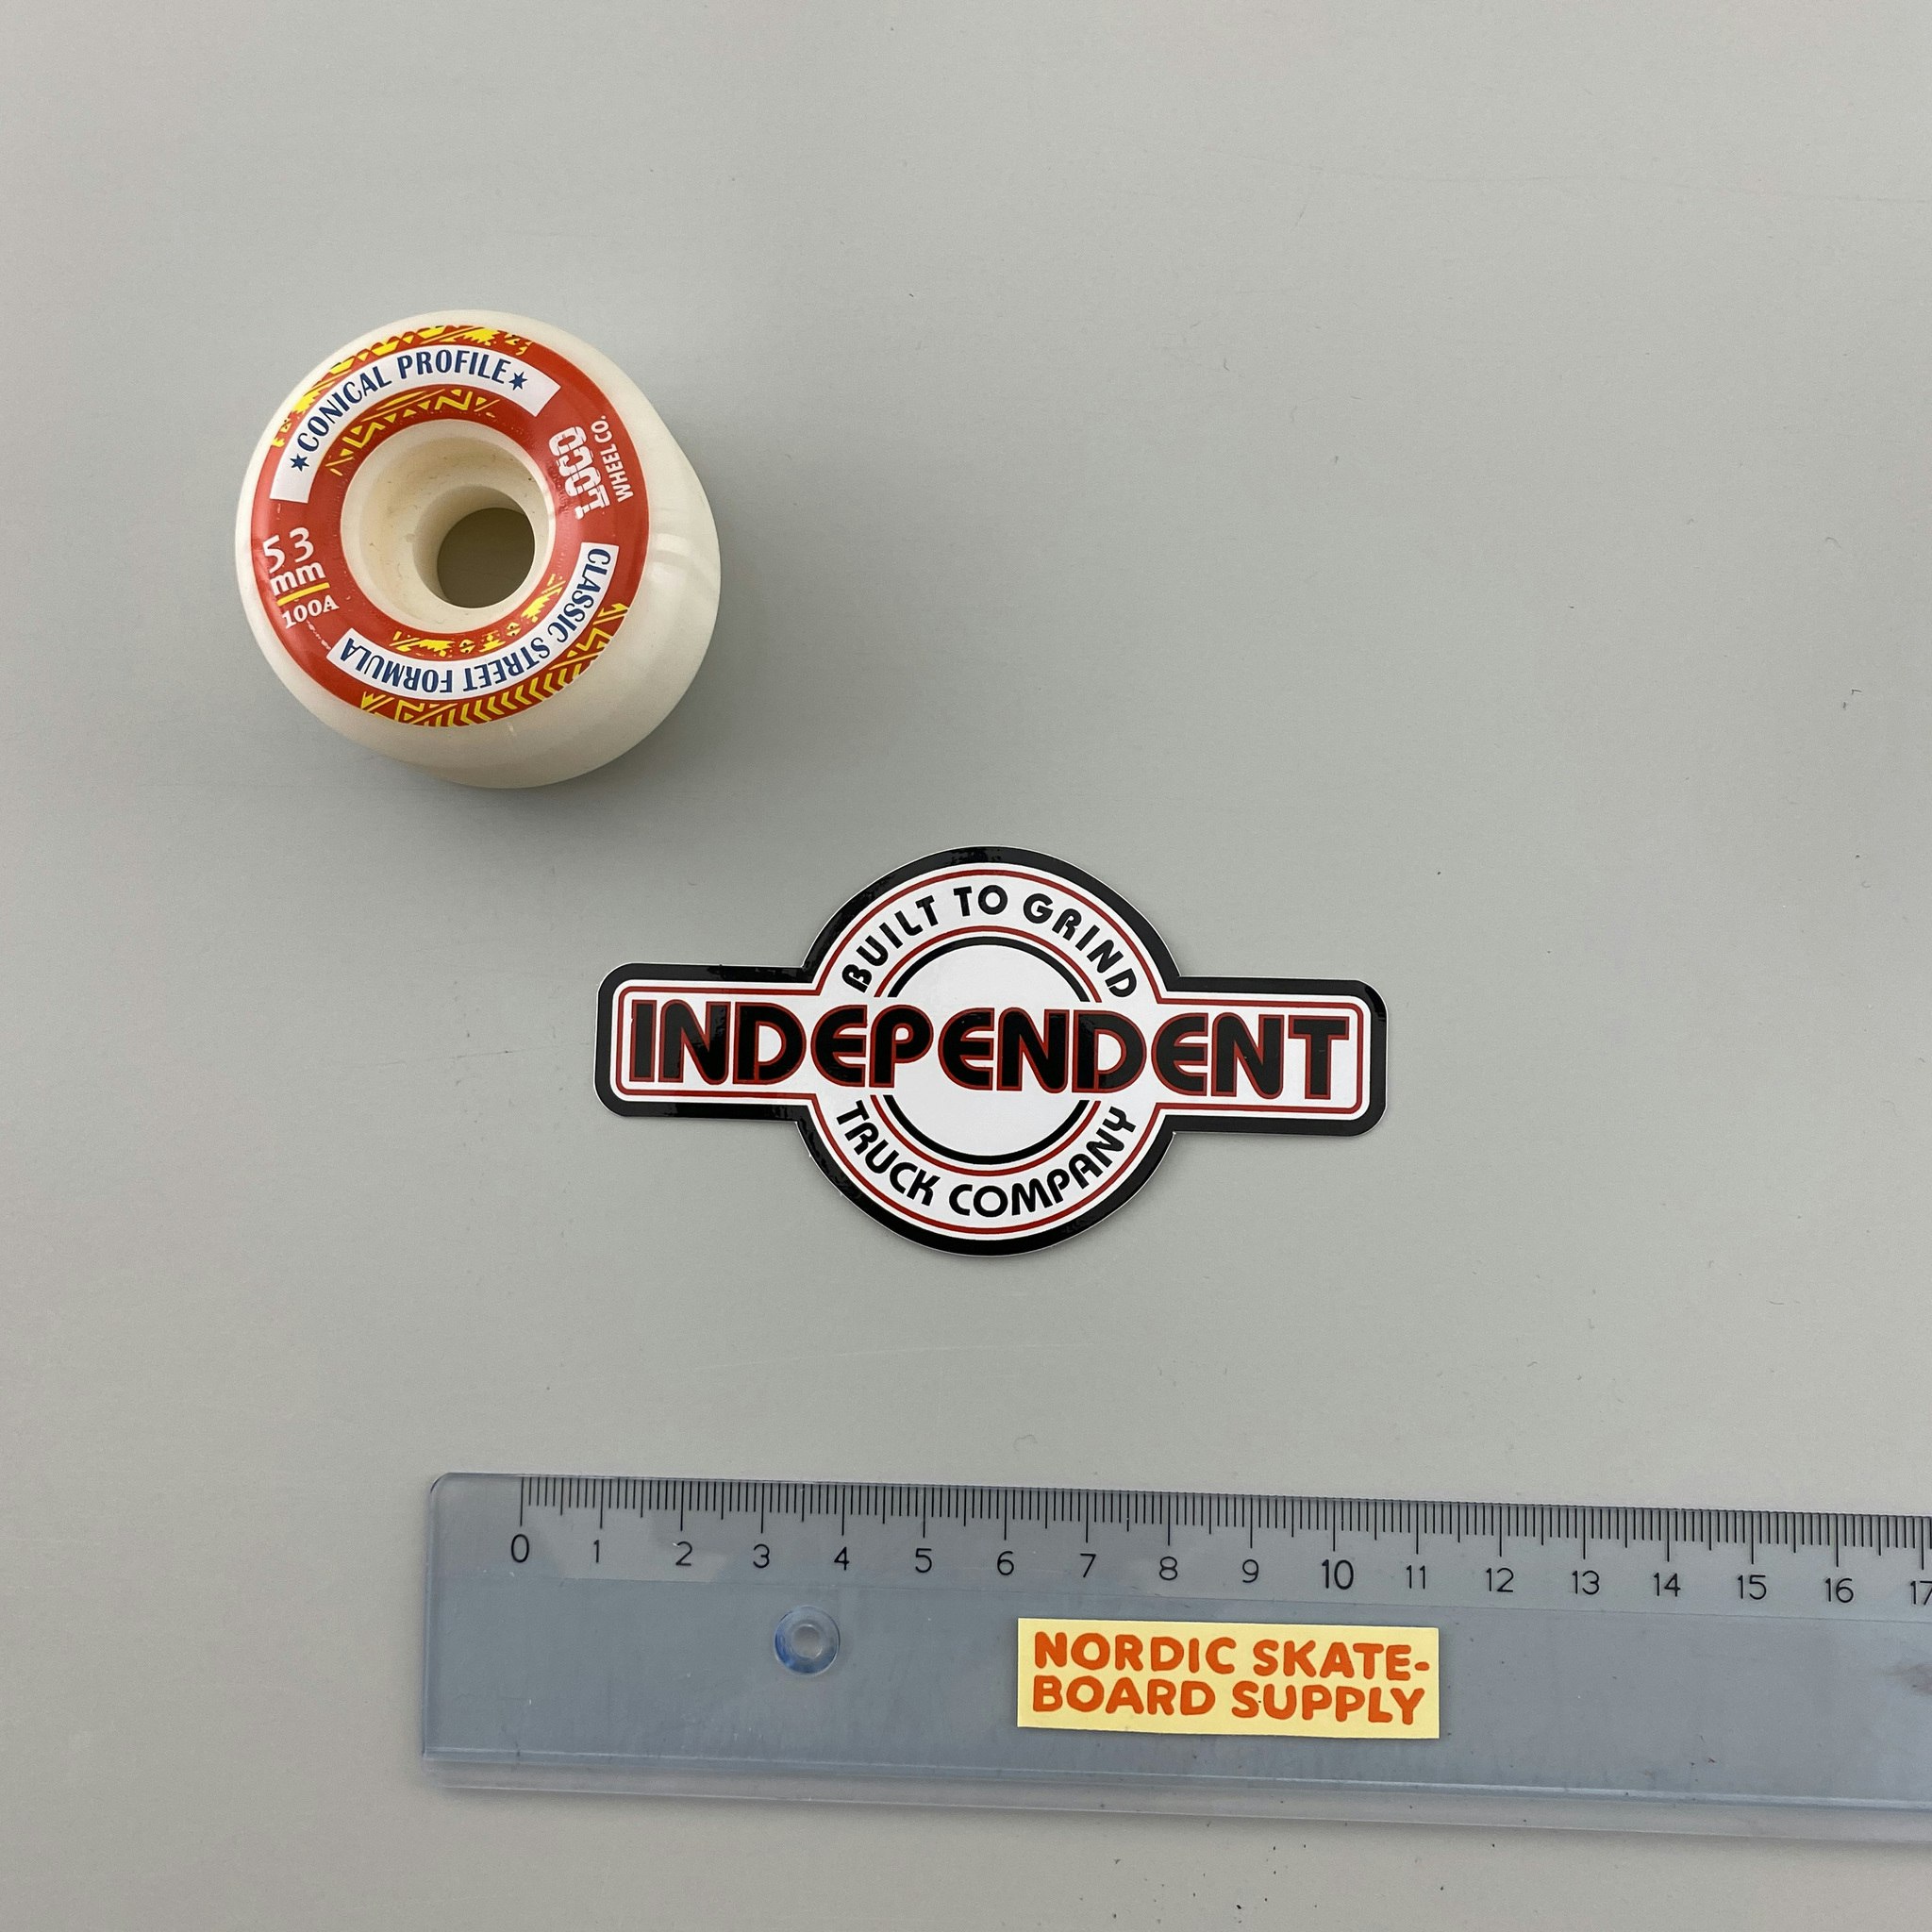 ★CONICAL PROFILE★
WHEEL CO.
53
mm
100A
CLASSIC STREET FORMULA
BUILT TO GRIND
INDEPENDENT
TRUCK COMPANY
0 1 2 3 4 5 6 7 8 9 10 11 12 13 14 15 16 17
NORDIC SKATE-
BOARD SUPPLY